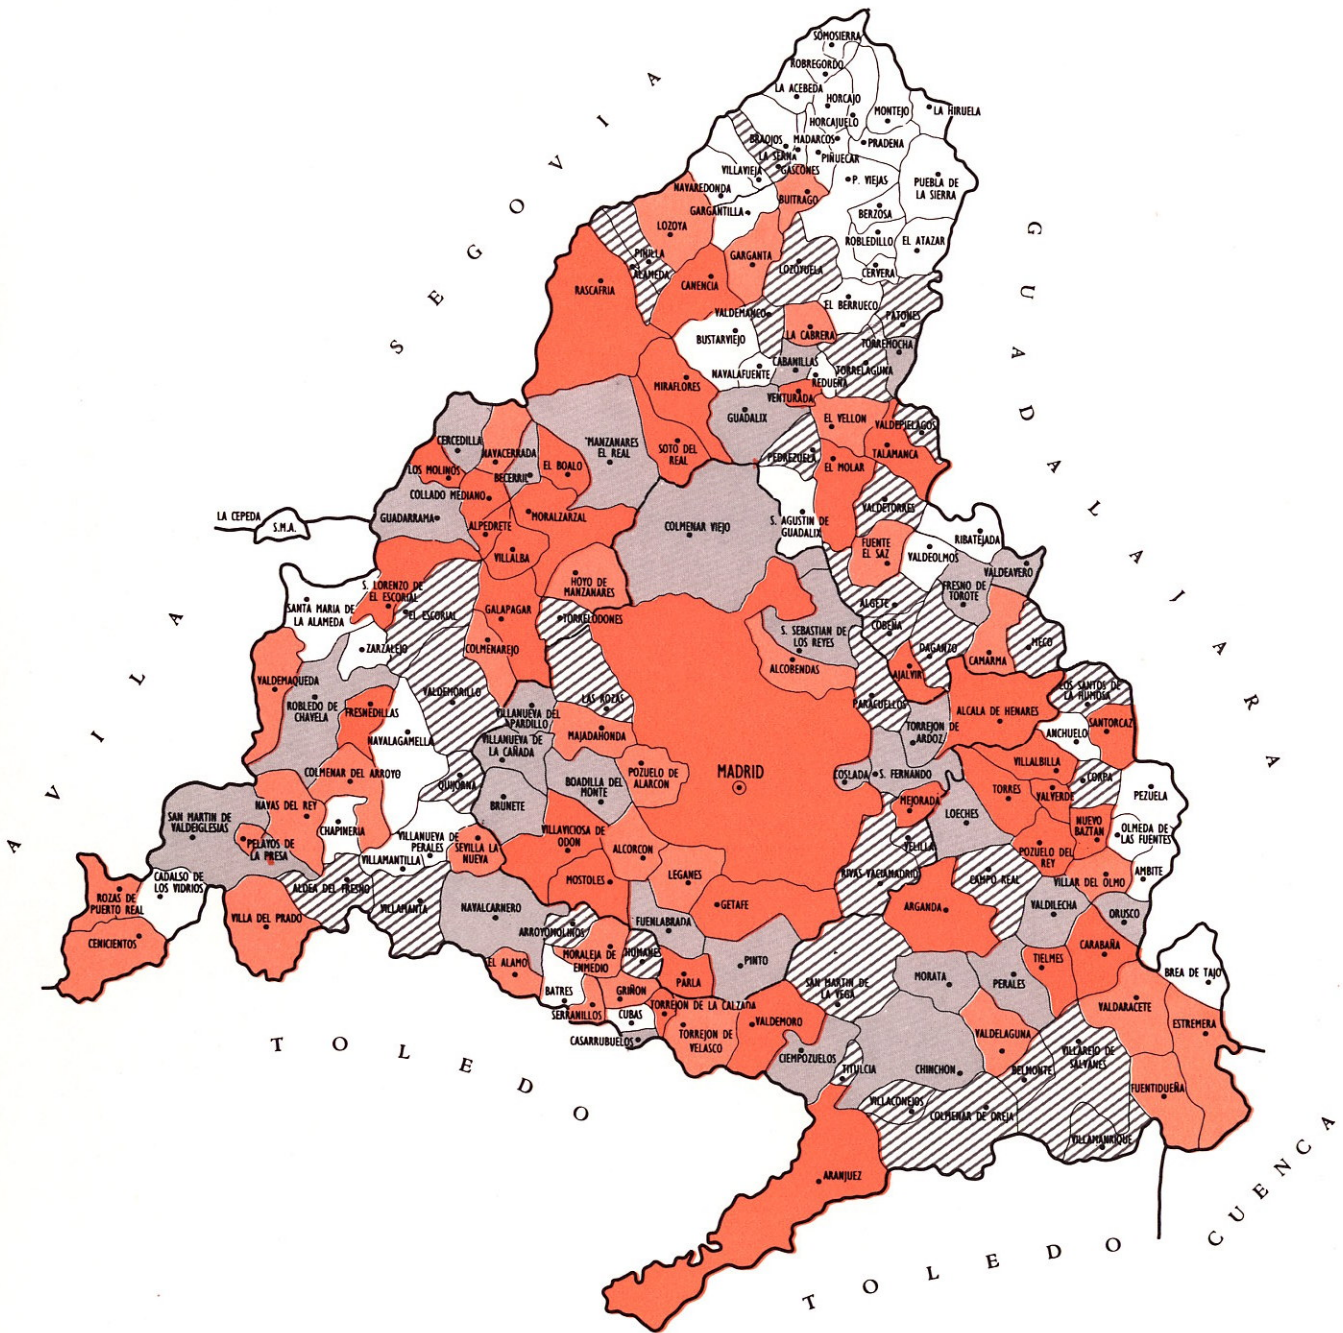 SOMOSIERRA
ROBREGORDO
LA ACEBEDA
HORCAJO
HORCAJUELO
MONTEJO
LA HIRUELA
BRAOJOS
MADARCOS
PRADENA
LA SERNA
PIÑUECAR
GASCONES
VILLAVIEJA
P. VIEJAS
PUEBLA DE
LA SIERRA
NAVAREDONDA
BUITRAGO
GARGANTILLA
BERZOSA
LOZOYA
ROBLEDILLO
EL ATAZAR
PINILLA
ALAMEDA
GARGANTA
LOZOYUELA
CERVERA
RASCAFRIA
CANENCIA
EL BERRUECO
VALDEMANCO
PATONES
BUSTARVIEJO
LA CABRERA
TORREMOCHA
CABANILLAS
NAVALAFUENTE
REDUEÑA
TORRELAGUNA
MIRAFLORES
VENTURADA
GUADALIX
EL VELLON
VALDEPIELAGOS
CERCEDILLA
NAVACERRADA
MANZANARES
EL REAL
SOTO DEL
REAL
PEDREZUELA
TALAMANCA
LOS MOLINOS
BECERRIL
EL BOALO
EL MOLAR
COLLADO MEDIANO
GUADARRAMA
MORALZARZAL
VALDETORRES
LA CEPEDA
S.M.A.
ALPEDRETE
COLMENAR VIEJO
S. AGUSTIN DE
GUADALIX
RIBATEJADA
VILLALBA
FUENTE
EL SAZ
VALDEOLMOS
VALDEAVERO
S. LORENZO DE
EL ESCORIAL
HOYO DE
MANZANARES
FRESNO DE
TOROTE
SANTA MARIA DE
LA ALAMEDA
EL ESCORIAL
GALAPAGAR
TORRELODONES
ALGETE
COBEÑA
S. SEBASTIAN DE
LOS REYES
ZARZALEJO
COLMENAREJO
DAGANZO
CAMARMA
MECO
ALCOBENDAS
AJALVIR
VALDEMAQUEDA
ROBLEDO DE
CHAVELA
VALDEMORILLO
LAS ROZAS
PARACUELLOS
LOS SANTOS DE
LA HUMOSA
FRESNEDILLAS
VILLANUEVA DEL
PARDILLO
ALCALA DE HENARES
SANTORCAZ
NAVALAGAMELLA
VILLANUEVA DE
LA CAÑADA
MAJADAHONDA
TORREJON DE
ARDOZ
ANCHUELO
COLMENAR DEL ARROYO
QUIJORNA
BOADILLA DEL
MONTE
POZUELO DE
ALARCON
MADRID
COSLADA
S. FERNANDO
VILLALBILLA
CORPA
PEZUELA
NAVAS DEL REY
BRUNETE
MEJORADA
TORRES
VALVERDE
SAN MARTIN DE
VALDEIGLESIAS
CHAPINERIA
LOECHES
NUEVO
BAZTAN
OLMEDA DE
LAS FUENTES
PELAYOS DE
LA PRESA
VILLANUEVA DE
PERALES
SEVILLA LA
NUEVA
VILLAVICIOSA DE
ODON
ALCORCON
VELILLA
POZUELO DEL
REY
VILLAMANTILLA
CADALSO DE
LOS VIDRIOS
ALDEA DEL FRESNO
MOSTOLES
LEGANES
RIVAS VACIAMADRID
CAMPO REAL
VILLAR DEL OLMO
AMBITE
ROZAS DE
PUERTO REAL
VILLAMANTA
NAVALCARNERO
GETAFE
ARGANDA
VALDILECHA
ORUSCO
VILLA DEL PRADO
FUENLABRADA
ARROYOMOLINOS
CENICIENTOS
CARABAÑA
EL ALAMO
MORALEJA DE
ENMEDIO
HUMANES
PINTO
TIELMES
BREA DE TAJO
BATRES
GRIÑON
PARLA
SAN MARTIN DE
LA VEGA
MORATA
PERALES
SERRANILLOS
CUBAS
TORREJON DE LA CALZADA
VALDARACETE
ESTREMERA
CASARRUBUELOS
TORREJON DE
VELASCO
VALDEMORO
VALDELAGUNA
VILLAREJO DE
SALVANES
CIEMPOZUELOS
TITULCIA
CHINCHON
BELMONTE
FUENTIDUEÑA
VILLACONEJOS
COLMENAR DE OREJA
VILLAMANRIQUE
ARANJUEZ
SEGOVIA
GUADALAJARA
AVILA
TOLEDO
TOLEDO
CUENCA